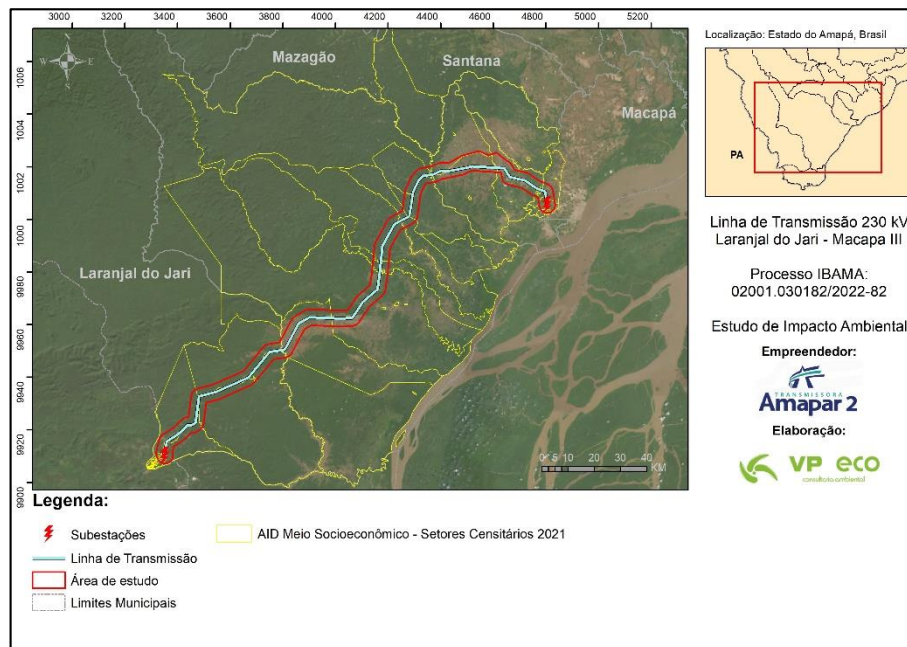 3000 3200 3400 3600 3800 4000 4200 4400 4600 4800 5000 5200
1006
1004
1002
1000
9980
9960
9940
9920
9900
N
W E
S
Mazagão
Santana
Macapá
Laranjal do Jari
0 5 10 20 30 40
KM
Localização: Estado do Amapá, Brasil
PA
Linha de Transmissão 230 kV
Laranjal do Jari - Macapa III
Processo IBAMA:
02001.030182/2022-82
Estudo de Impacto Ambiental
Empreendedor:
TRANSMISSORA
Amapar 2
Elaboração:
VP eco
consultoria ambiental
Legenda:
Subestações
Linha de Transmissão
Área de estudo
Limites Municipais
AID Meio Socioeconômico - Setores Censitários 2021